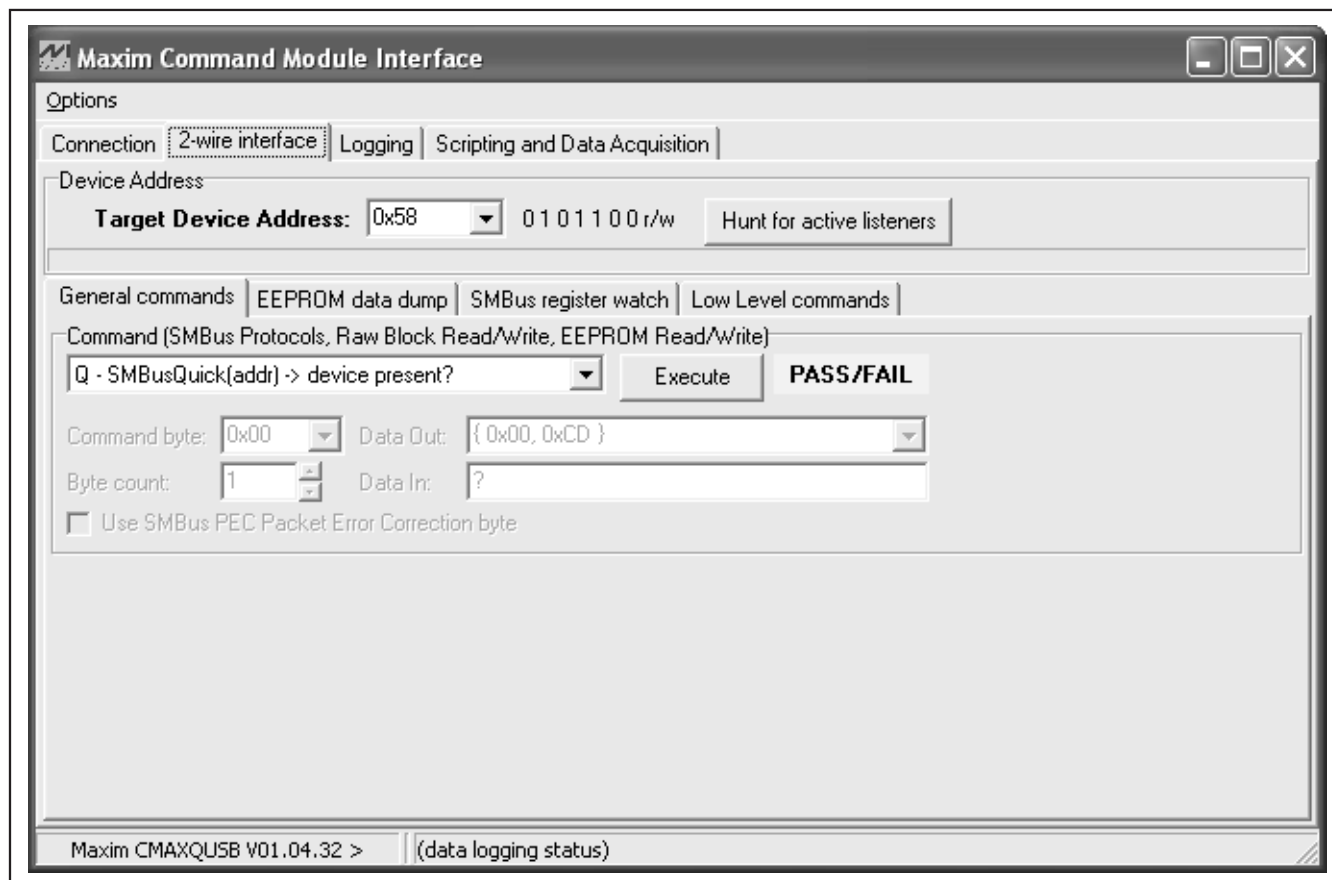 Maxim Command Module Interface
Options
Connection 2-wire interface Logging Scripting and Data Acquisition
Device Address
Target Device Address: 0x58 0 1 0 1 1 0 0 r/w Hunt for active listeners
General commands EEPROM data dump SMBus register watch Low Level commands
Command (SMBus Protocols, Raw Block Read/Write, EEPROM Read/Write)
Q - SMBusQuick(addr) -> device present? Execute PASS/FAIL
Command byte: 0x00 Data Out: { 0x00, 0xCD }
Byte count: 1 Data In: ?
Use SMBus PEC Packet Error Correction byte
Maxim CMAXQUSB V01.04.32 > (data logging status)